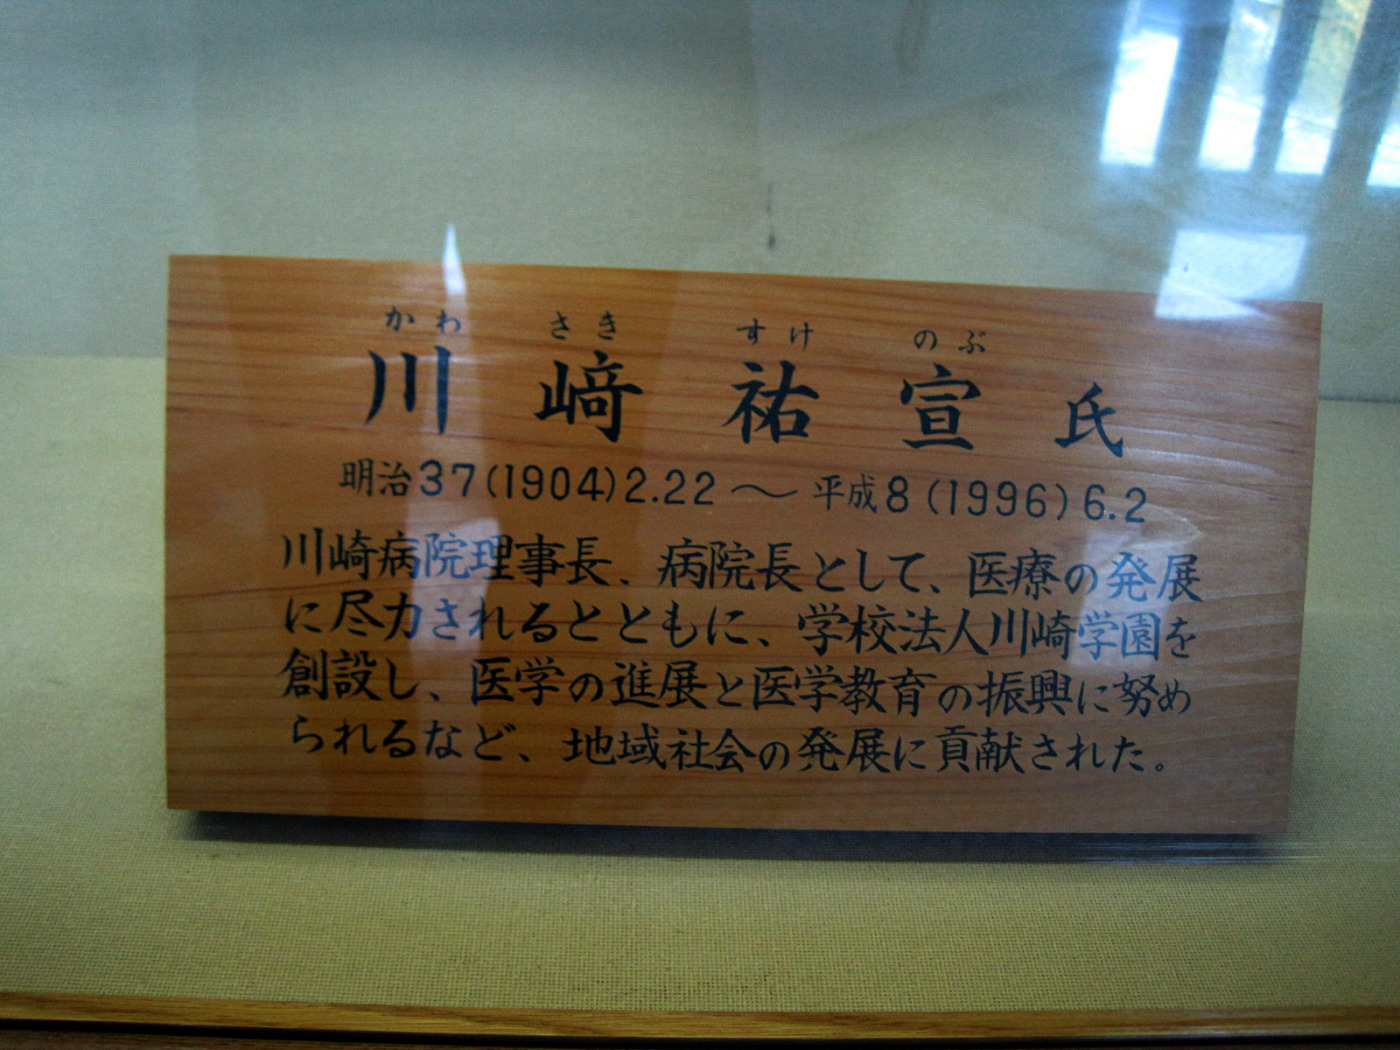 かわ さき すけ のぶ
川﨑祐宣氏
明治37(1904)2.22～平成8(1996)6.2
川崎病院理事長、病院長として、医療の発展
に尽力されるとともに、学校法人川崎学園を
創設し、医学の進展と医学教育の振興に努め
られるなど、地域社会の発展に貢献された。